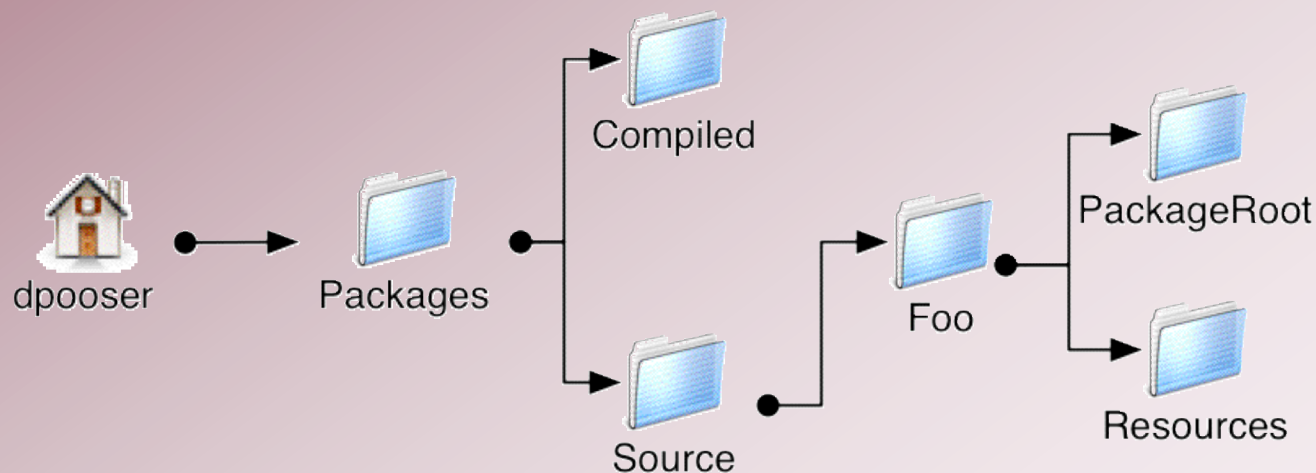 dpooser
Packages
Compiled
Source
Foo
PackageRoot
Resources